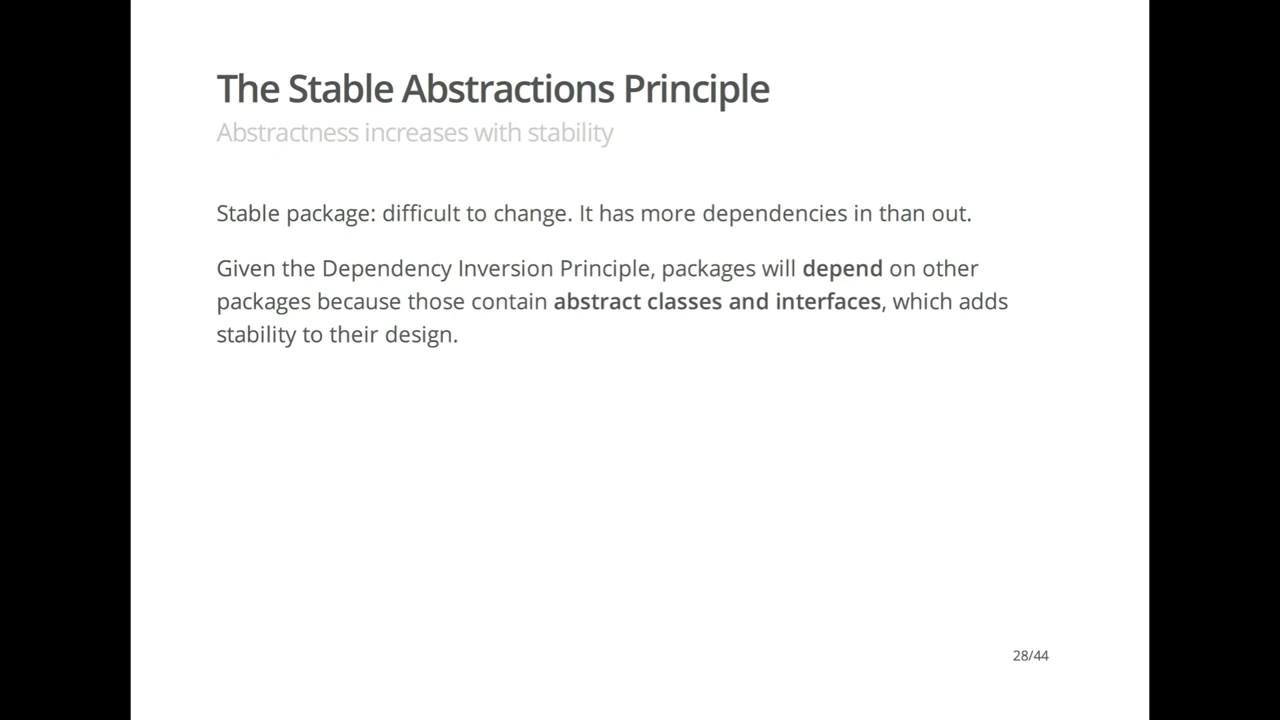 The Stable Abstractions Principle
Abstractness increases with stability
Stable package: difficult to change. It has more dependencies in than out.
Given the Dependency Inversion Principle, packages will depend on other
packages because those contain abstract classes and interfaces, which adds
stability to their design.
28/44